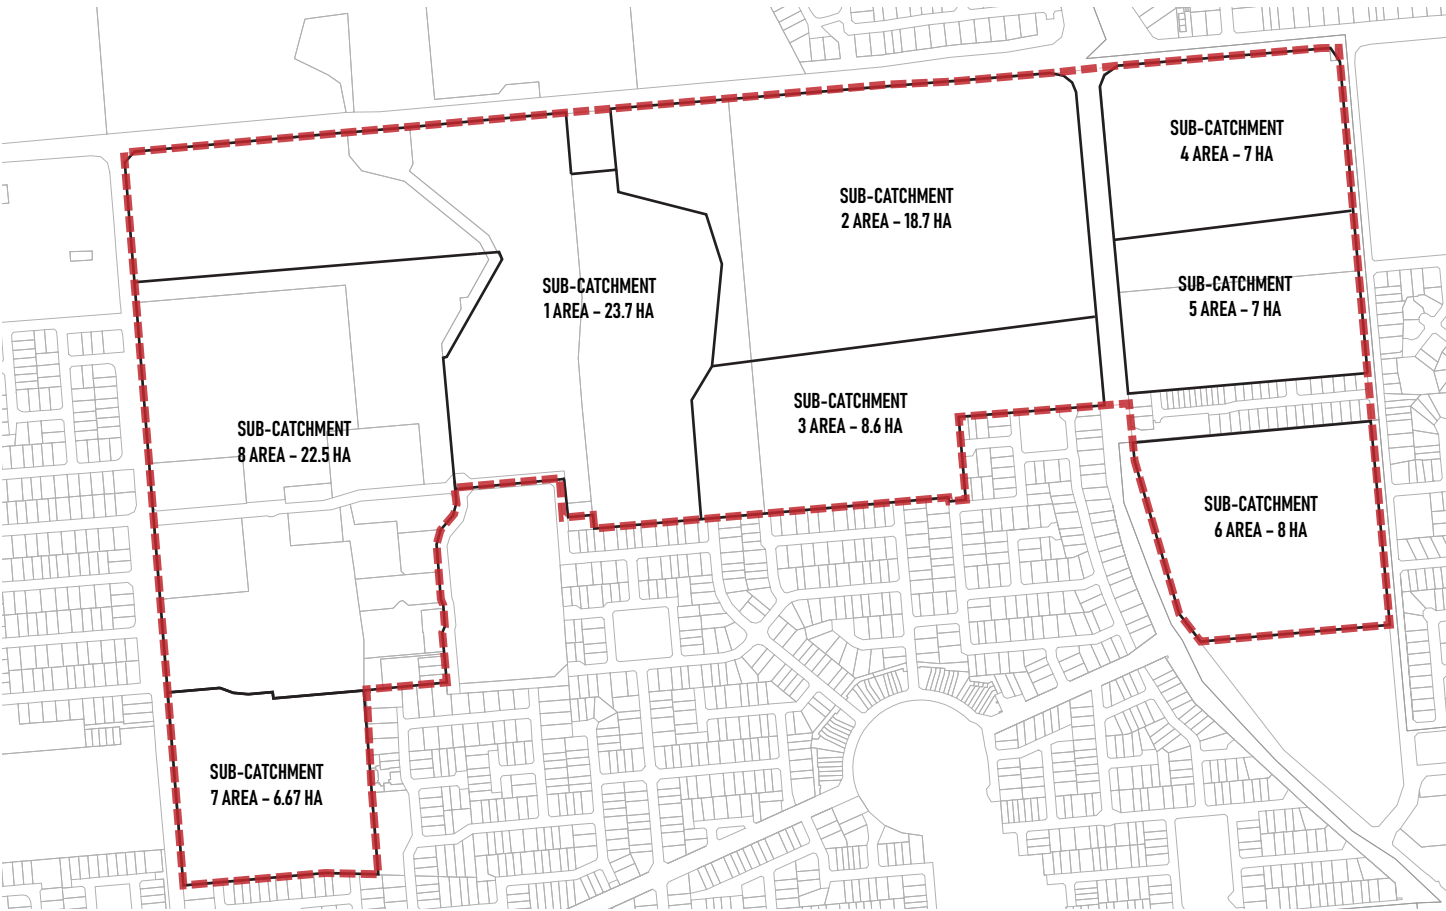 SUB-CATCHMENT
4 AREA – 7 HA
SUB-CATCHMENT
2 AREA – 18.7 HA
SUB-CATCHMENT
1 AREA – 23.7 HA
SUB-CATCHMENT
5 AREA – 7 HA
SUB-CATCHMENT
3 AREA – 8.6 HA
SUB-CATCHMENT
8 AREA – 22.5 HA
SUB-CATCHMENT
6 AREA – 8 HA
SUB-CATCHMENT
7 AREA – 6.67 HA